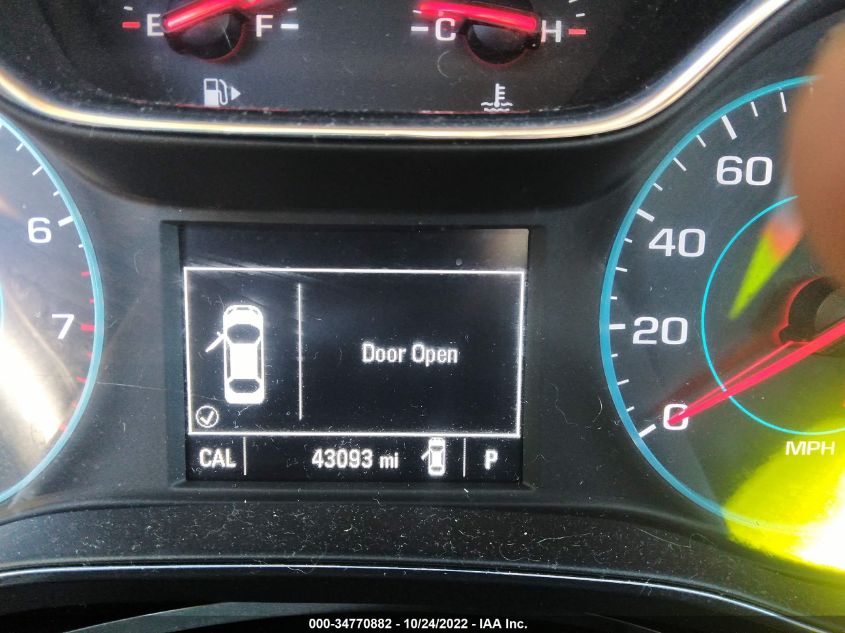 E F
C H
60
40
20
0
MPH
6
7
Door Open
CAL 43093 mi P
000-34770882 - 10/24/2022 - IAA Inc.